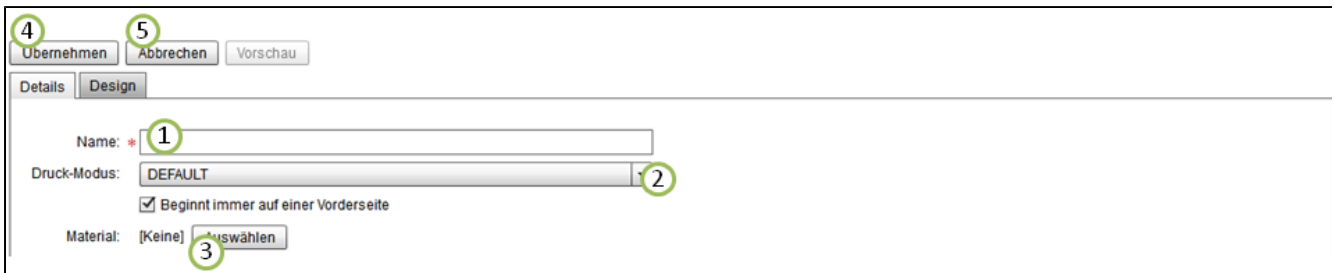 4 5
Übernehmen Abbrechen Vorschau
Details Design
Name: * 1
Druck-Modus: DEFAULT 2
Beginnt immer auf einer Vorderseite
Material: [Keine] Auswählen
3